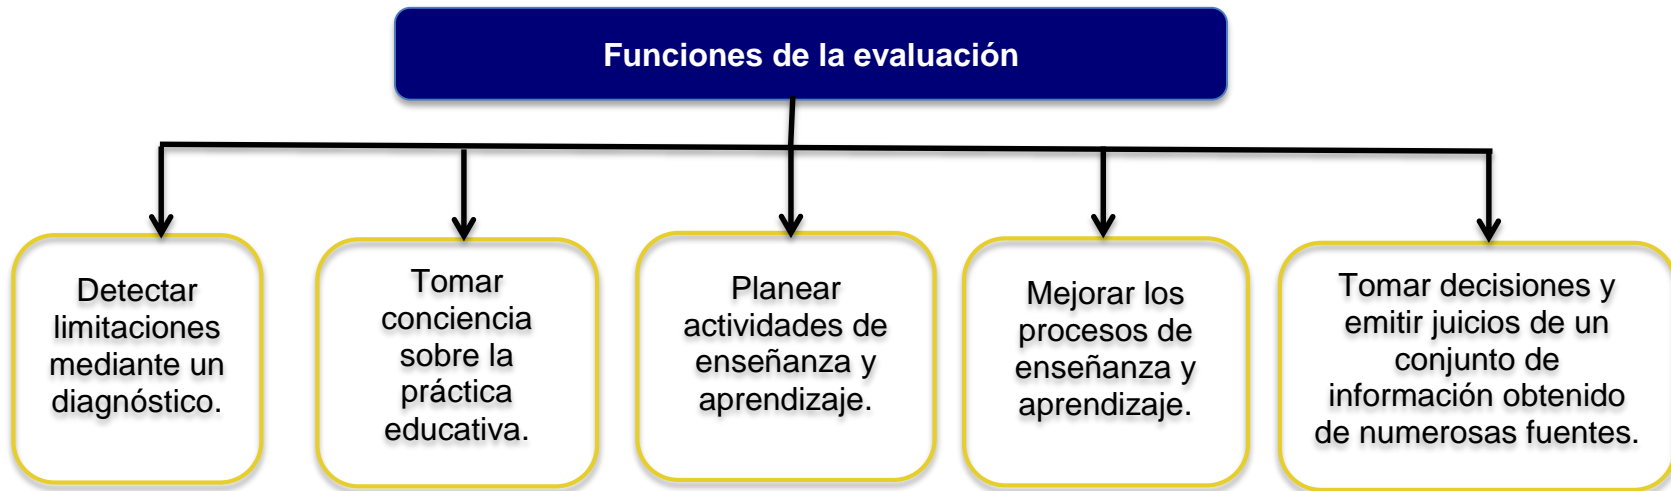 Funciones de la evaluación
Detectar
limitaciones
mediante un
diagnóstico.
Tomar
conciencia
sobre la
práctica
educativa.
Planear
actividades de
enseñanza y
aprendizaje.
Mejorar los
procesos de
enseñanza y
aprendizaje.
Tomar decisiones y
emitir juicios de un
conjunto de
información obtenido
de numerosas fuentes.